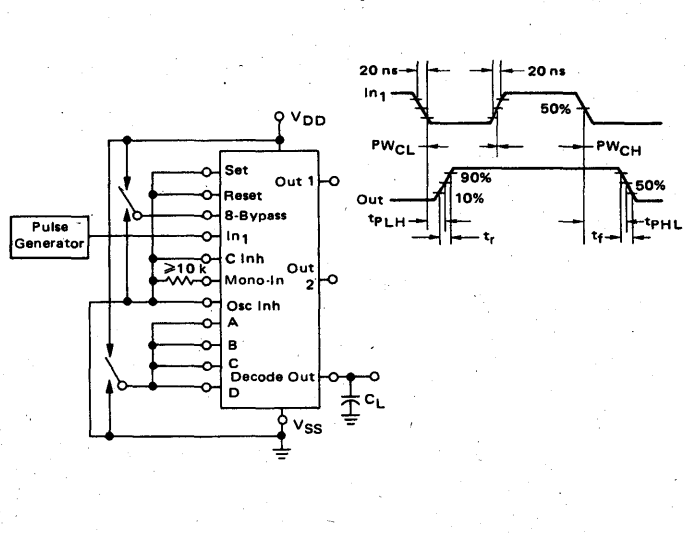 20 ns
20 ns
In1
50%
PWCL
PWCH
90%
10%
50%
Out
tPLH
tr
tf
tPHL
VDD
Set
Reset
8-Bypass
In1
C Inh
≥10 k
Mono-In
Osc Inh
A
B
C
D
Out 1
Out
2
Decode Out
CL
VSS
Pulse
Generator